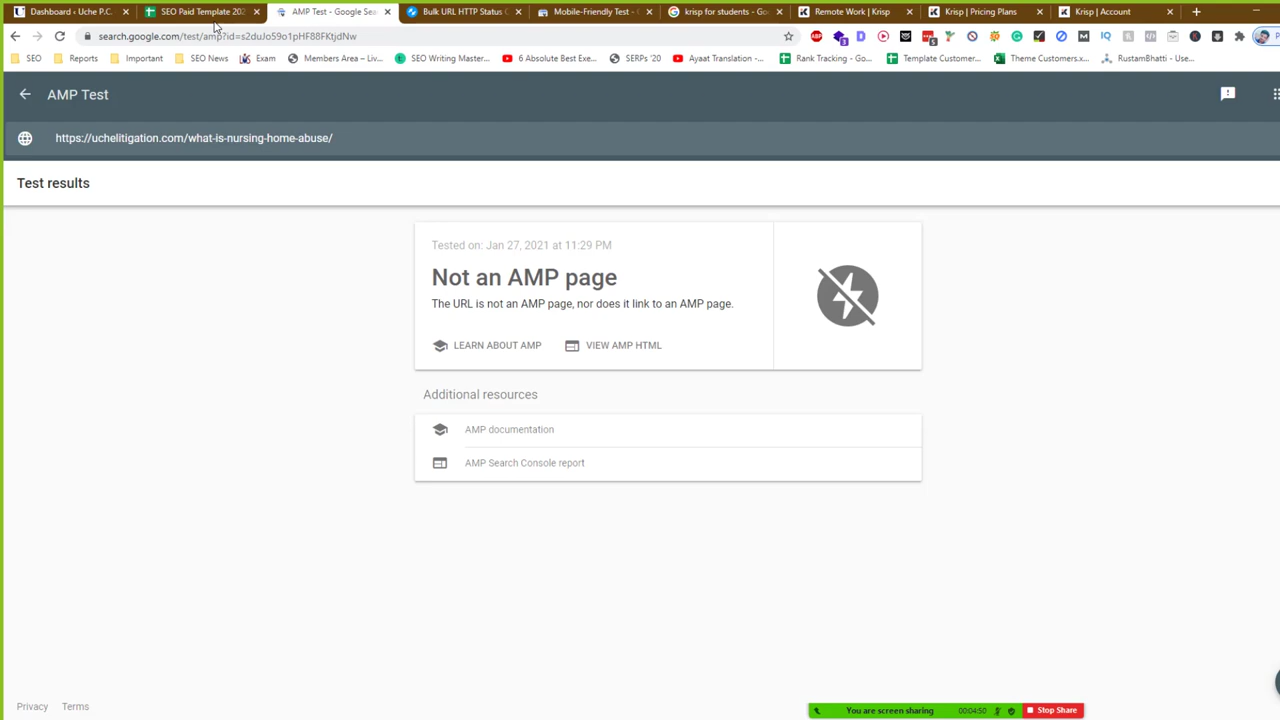 Dashboard ‹ Uche P.C.
SEO Paid Template 202
AMP Test - Google Sea
Bulk URL HTTP Status C
Mobile-Friendly Test - G
krisp for students - Go
Remote Work | Krisp
Krisp | Pricing Plans
Krisp | Account
search.google.com/test/amp?id=s2duJo59o1pHF88FKtjdNw
SEO
Reports
Important
SEO News
Exam
Members Area – Liv...
SEO Writing Master...
6 Absolute Best Exe...
SERPs '20
Ayaat Translation -...
Rank Tracking - Go...
Template Customer...
Theme Customers.x...
RustamBhatti - Use...
AMP Test
https://uchelitigation.com/what-is-nursing-home-abuse/
Test results
Tested on: Jan 27, 2021 at 11:29 PM
Not an AMP page
The URL is not an AMP page, nor does it link to an AMP page.
LEARN ABOUT AMP
VIEW AMP HTML
Additional resources
AMP documentation
AMP Search Console report
Privacy
Terms
You are screen sharing
00:04:50
Stop Share